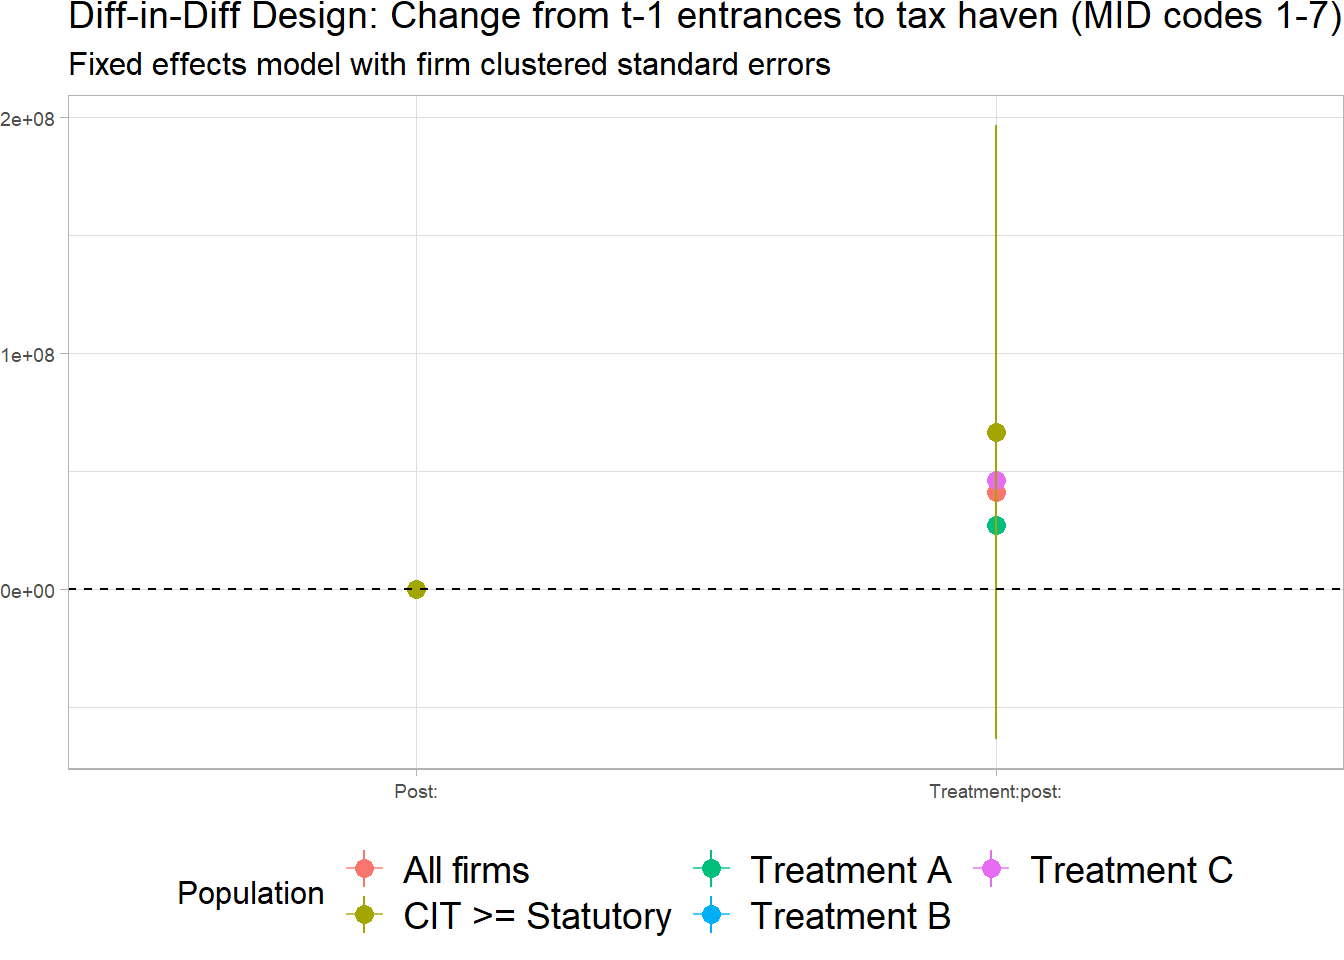 Diff-in-Diff Design: Change from t-1 entrances to tax haven (MID codes 1-7)
Fixed effects model with firm clustered standard errors
2e+08
1e+08
0e+00
Post:
Treatment:post:
Population
All firms
CIT >= Statutory
Treatment A
Treatment B
Treatment C